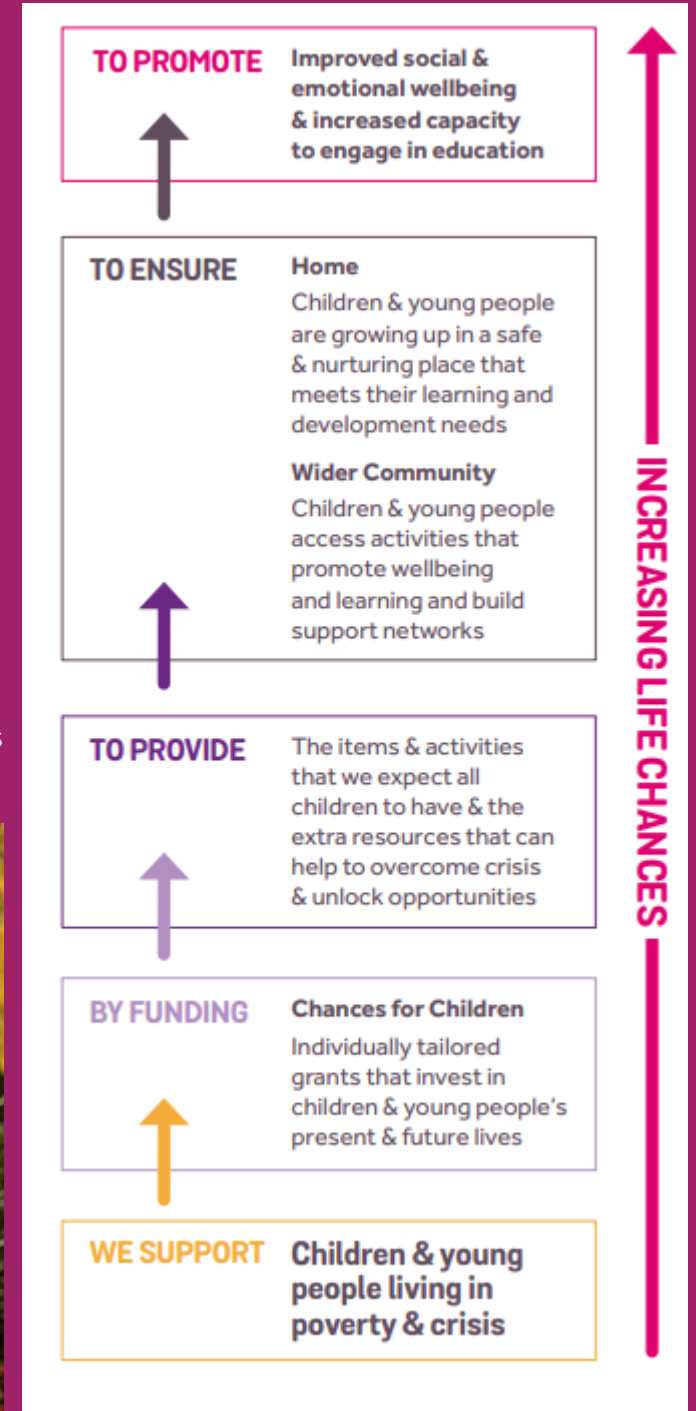 TO PROMOTE
Improved social &
emotional wellbeing
& increased capacity
to engage in education
TO ENSURE
Home
Children & young people
are growing up in a safe
& nurturing place that
meets their learning and
development needs
Wider Community
Children & young people
access activities that
promote wellbeing
and learning and build
support networks
TO PROVIDE
The items & activities
that we expect all
children to have & the
extra resources that can
help to overcome crisis
& unlock opportunities
BY FUNDING
Chances for Children
Individually tailored
grants that invest in
children & young people’s
present & future lives
WE SUPPORT
Children & young
people living in
poverty & crisis
INCREASING LIFE CHANCES